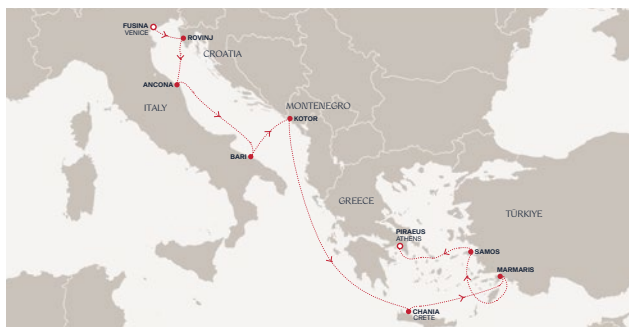 FUSINA
VENICE
ROVINJ
CROATIA
ANCONA
ITALY
MONTENEGRO
KOTOR
BARI
GREECE
TÜRKIYE
PIRAEUS
ATHENS
SAMOS
MARMARIS
CHANIA
CRETE